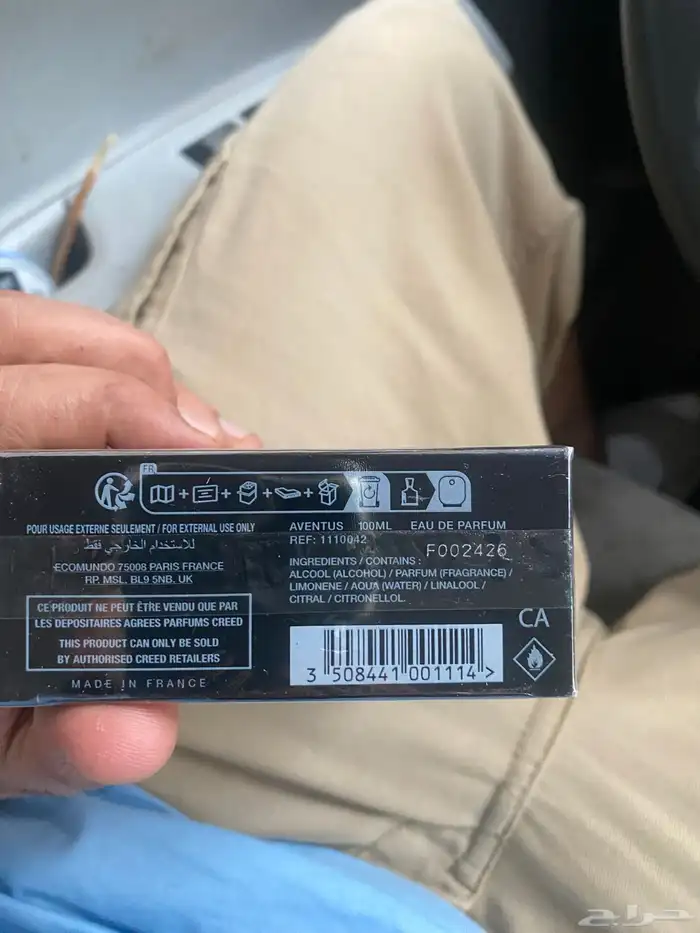 FR
POUR USAGE EXTERNE SEULEMENT / FOR EXTERNAL USE ONLY
للاستخدام الخارجي فقط
ECOMUNDO 75008 PARIS FRANCE
RP, MSL, BL9 5NB, UK
CE PRODUIT NE PEUT ÊTRE VENDU QUE PAR
LES DEPOSITAIRES AGREES PARFUMS CREED
THIS PRODUCT CAN ONLY BE SOLD
BY AUTHORISED CREED RETAILERS
MADE IN FRANCE
AVENTUS 100ML EAU DE PARFUM
REF: 1110042
F002426
INGREDIENTS / CONTAINS :
ALCOOL (ALCOHOL) / PARFUM (FRAGRANCE) /
LIMONENE / AQUA (WATER) / LINALOOL /
CITRAL / CITRONELLOL.
CA
3 508441 001114 >
حراج